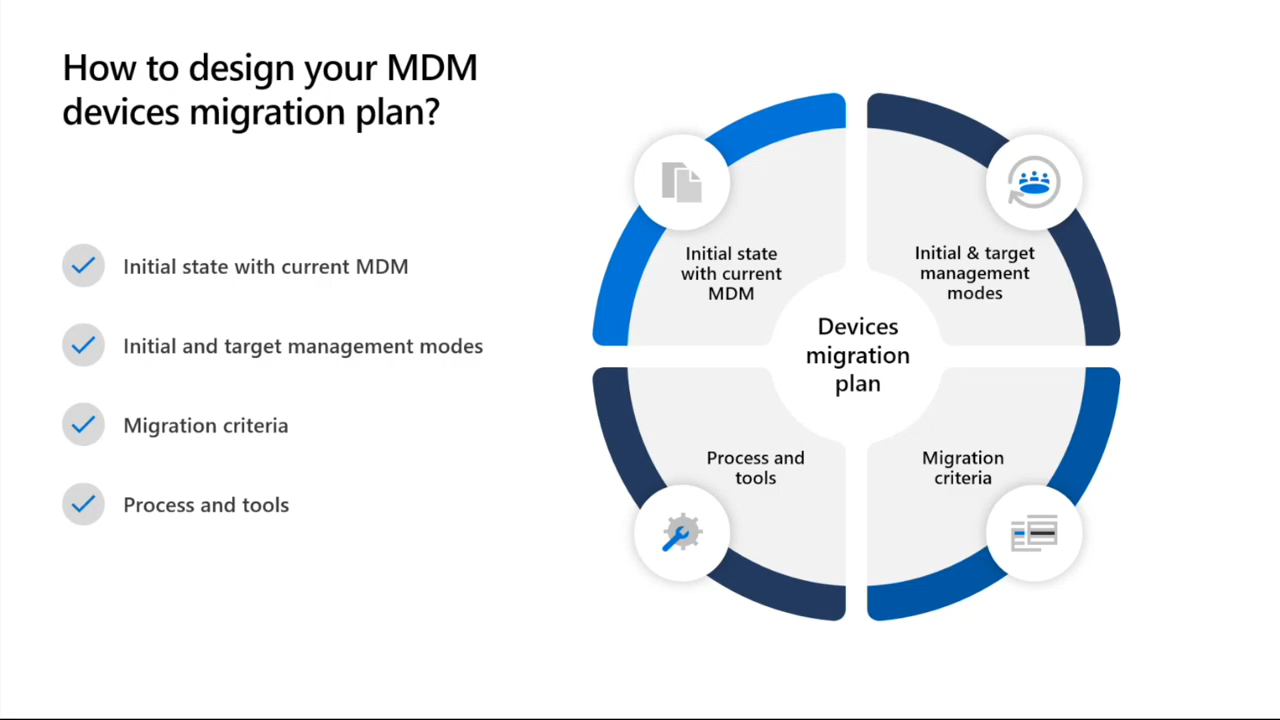 How to design your MDM
devices migration plan?
Initial state with current MDM
Initial and target management modes
Migration criteria
Process and tools
Initial state
with current
MDM
Initial & target
management
modes
Devices
migration
plan
Process and
tools
Migration
criteria